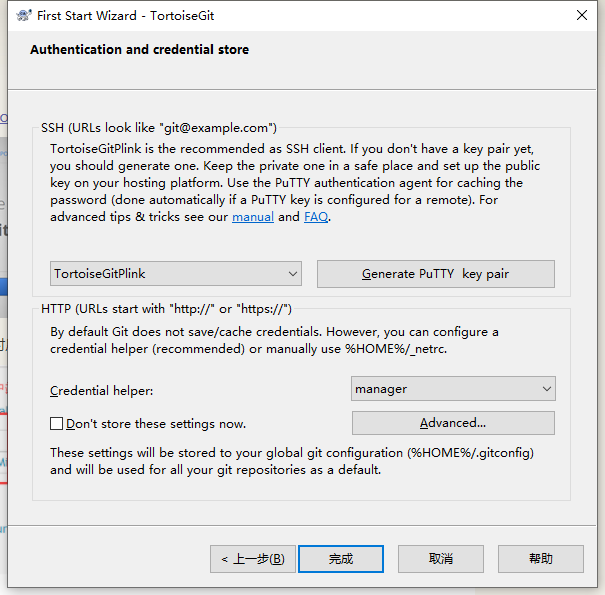 First Start Wizard - TortoiseGit
Authentication and credential store
SSH (URLs look like "git@example.com")
TortoiseGitPlink is the recommended as SSH client. If you don't have a key pair yet,
you should generate one. Keep the private one in a safe place and set up the public
key on your hosting platform. Use the PuTTY authentication agent for caching the
password (done automatically if a PuTTY key is configured for a remote). For
advanced tips & tricks see our manual and FAQ.
TortoiseGitPlink
Generate PuTTY key pair
HTTP (URLs start with "http://" or "https://")
By default Git does not save/cache credentials. However, you can configure a
credential helper (recommended) or manually use %HOME%/_netrc.
Credential helper:
manager
Don't store these settings now.
Advanced...
These settings will be stored to your global git configuration (%HOME%/.gitconfig)
and will be used for all your git repositories as a default.
< 上一步(B)
完成
取消
帮助